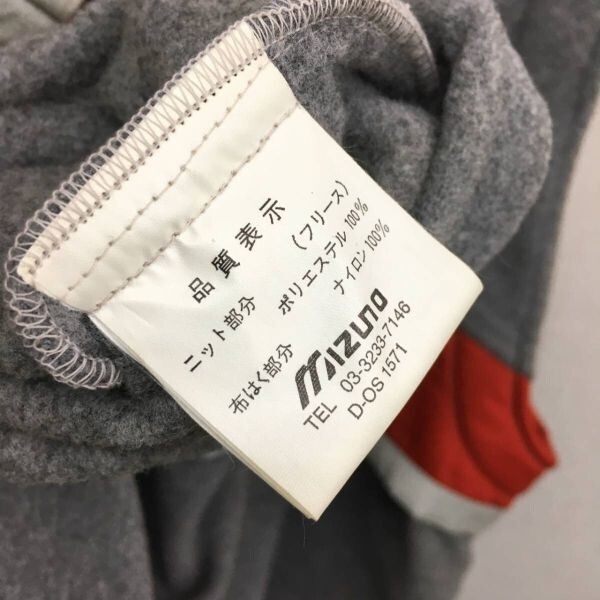 品質表示
(フリース)
ニット部分 ポリエステル 100%
布はく部分 ナイロン 100%
MIZUNO
TEL 03-3233-7146
D-OS 1571